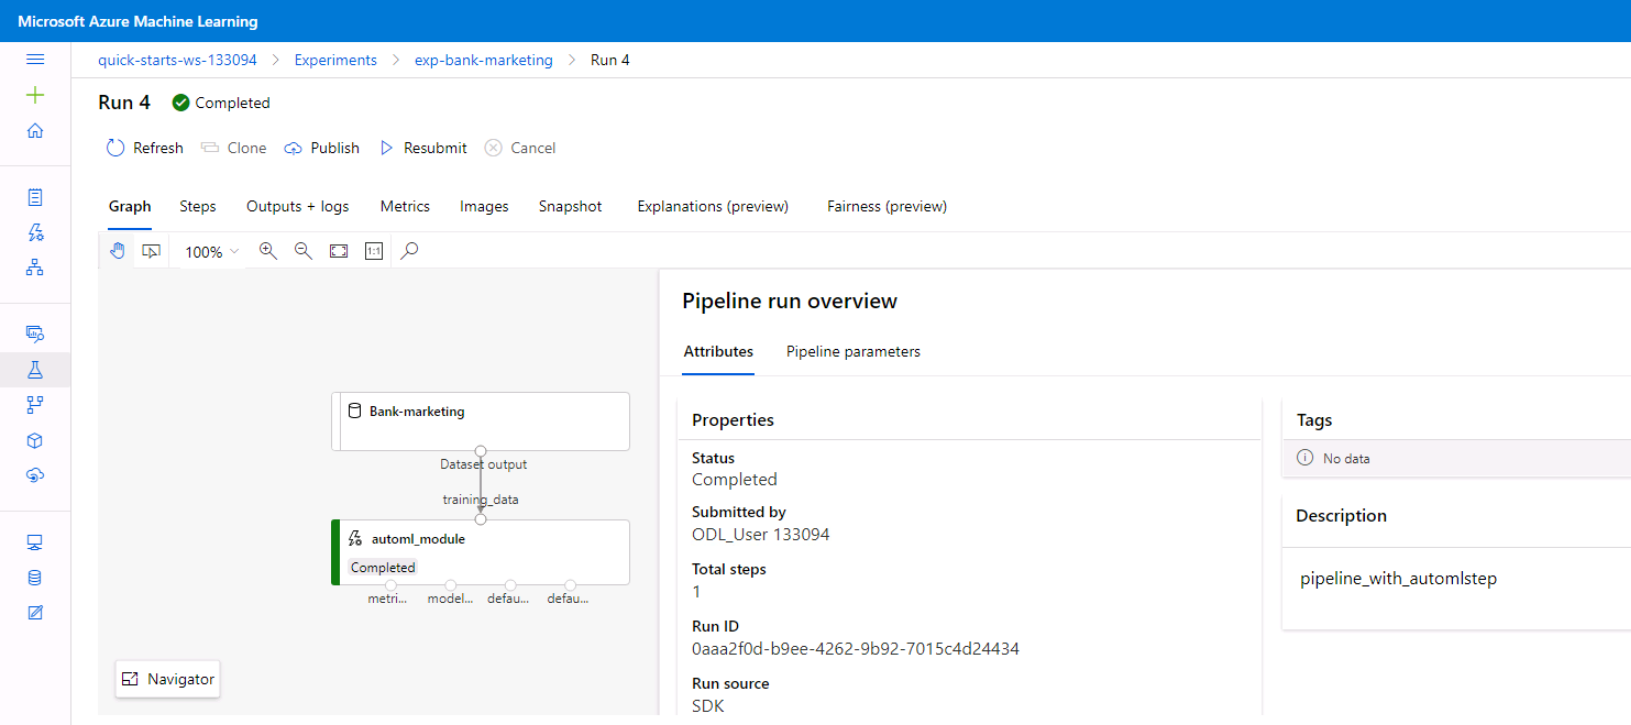 Microsoft Azure Machine Learning
quick-starts-ws-133094 > Experiments > exp-bank-marketing > Run 4
Run 4 Completed
Refresh Clone Publish Resubmit Cancel
Graph Steps Outputs + logs Metrics Images Snapshot Explanations (preview) Fairness (preview)
100% 1:1
Bank-marketing
Dataset output
training_data
automl_module
Completed
metri... model... defau... defau...
Navigator
Pipeline run overview
Attributes Pipeline parameters
Properties
Status
Completed
Submitted by
ODL_User 133094
Total steps
1
Run ID
0aaa2f0d-b9ee-4262-9b92-7015c4d24434
Run source
SDK
Tags
No data
Description
pipeline_with_automlstep